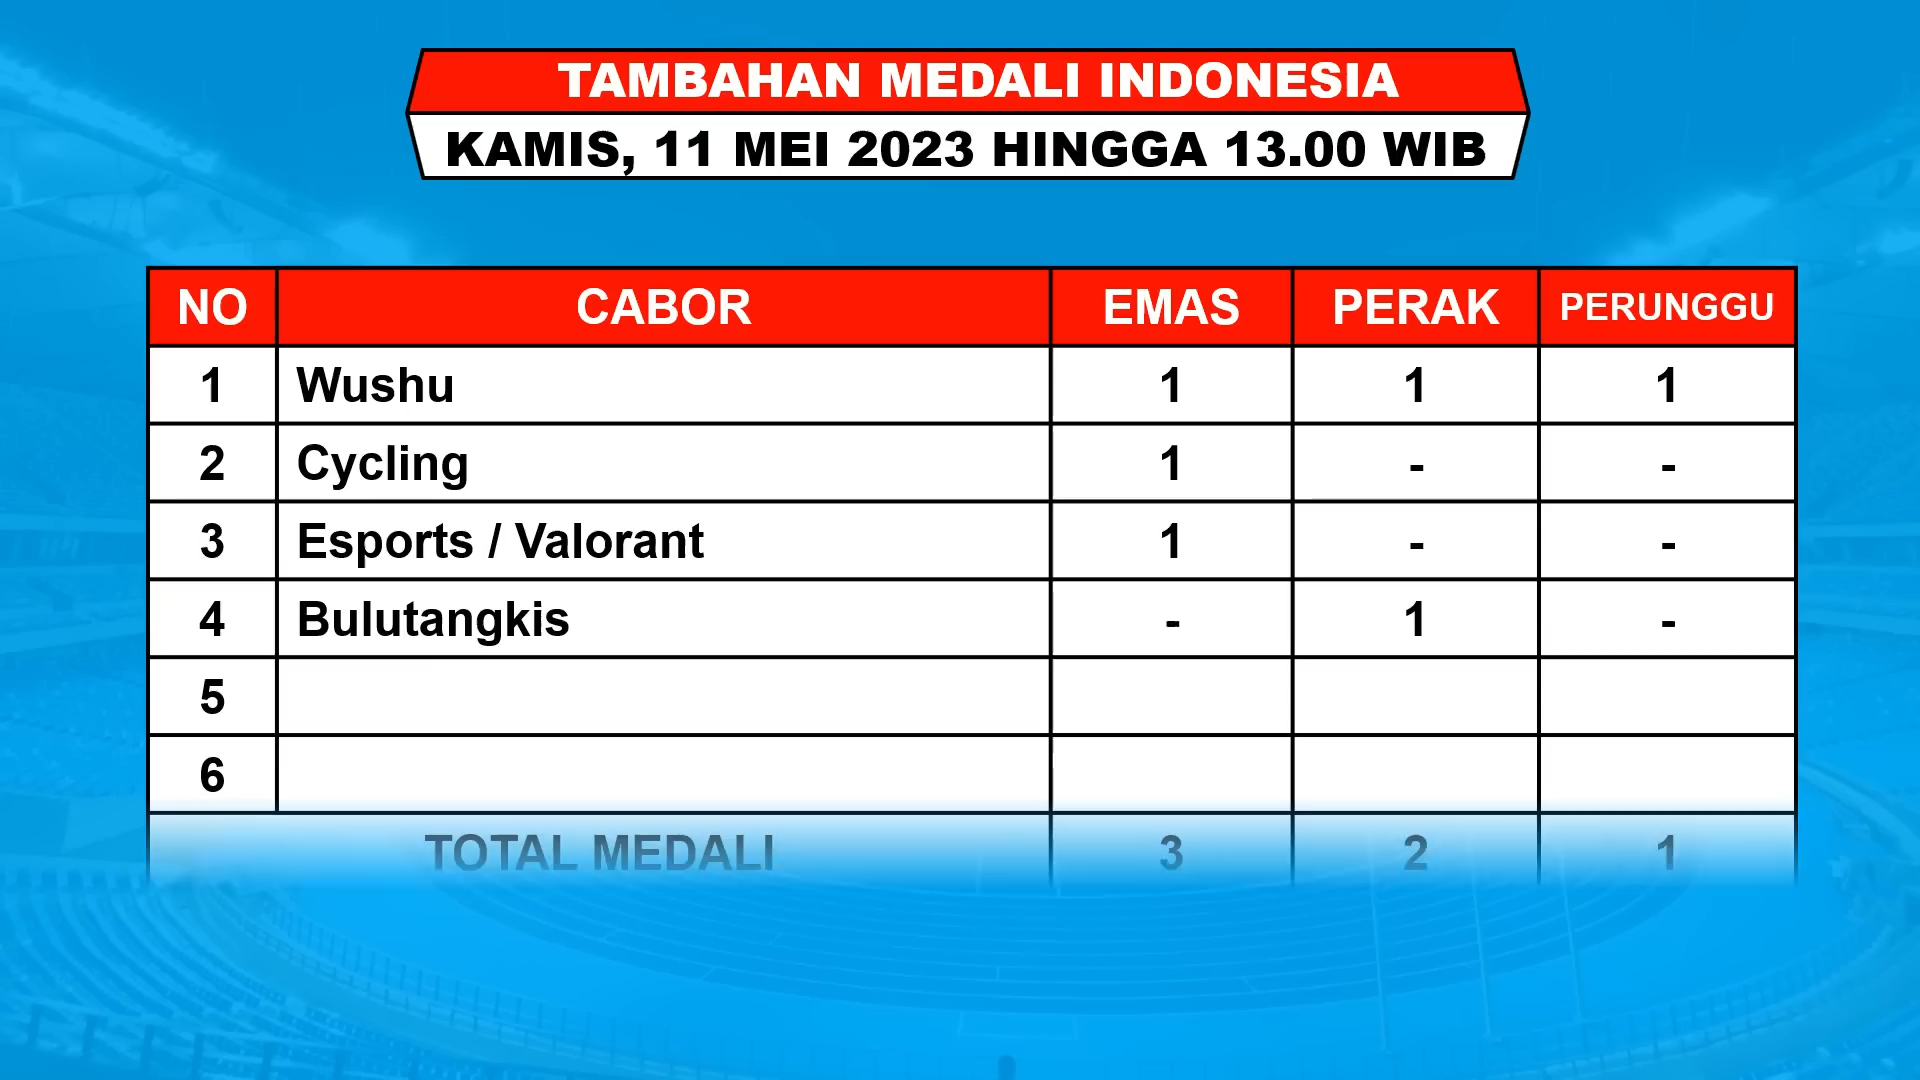 TAMBAHAN MEDALI INDONESIA
KAMIS, 11 MEI 2023 HINGGA 13.00 WIB
NO CABOR EMAS PERAK PERUNGGU
1 Wushu 1 1 1
2 Cycling 1 - -
3 Esports / Valorant 1 - -
4 Bulutangkis - 1 -
5
6
TOTAL MEDALI 3 2 1